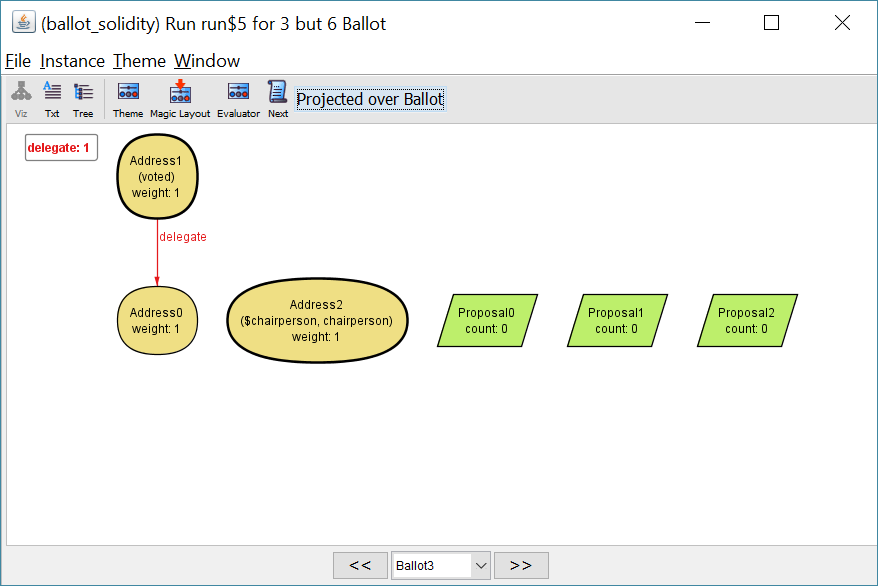 (ballot_solidity) Run run$5 for 3 but 6 Ballot
File Instance Theme Window
Viz Txt Tree Theme Magic Layout Evaluator Next Projected over Ballot
delegate: 1
Address1
(voted)
weight: 1
delegate
Address0
weight: 1
Address2
($chairperson, chairperson)
weight: 1
Proposal0
count: 0
Proposal1
count: 0
Proposal2
count: 0
<< Ballot3 >>